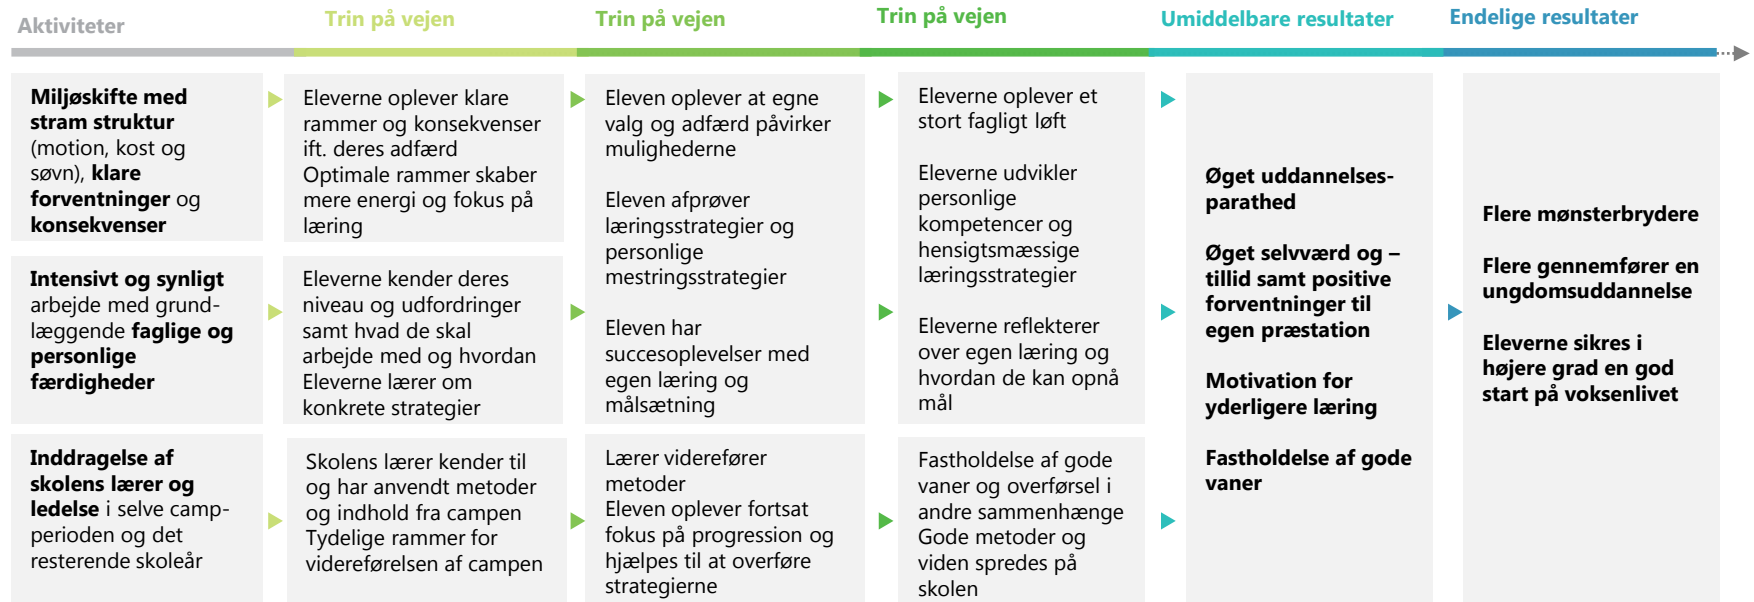 Aktiviteter
Trin på vejen
Trin på vejen
Trin på vejen
Umiddelbare resultater
Endelige resultater
Miljøskifte med
stram struktur
(motion, kost og
søvn), klare
forventninger og
konsekvenser
Eleverne oplever klare
rammer og konsekvenser
ift. deres adfærd
Optimale rammer skaber
mere energi og fokus på
læring
Intensivt og synligt
arbejde med grund-
læggende faglige og
personlige
færdigheder
Eleverne kender deres
niveau og udfordringer
samt hvad de skal
arbejde med og hvordan
Eleverne lærer om
konkrete strategier
Eleven oplever at egne
valg og adfærd påvirker
mulighederne
Eleven afprøver
læringsstrategier og
personlige
mestringsstrategier
Eleven har
succesoplevelser med
egen læring og
målsætning
Eleverne oplever et
stort fagligt løft
Eleverne udvikler
personlige
kompetencer og
hensigtsmæssige
læringsstrategier
Eleverne reflekterer
over egen læring og
hvordan de kan opnå
mål
Inddragelse af
skolens lærer og
ledelse i selve camp-
perioden og det
resterende skoleår
Skolens lærer kender til
og har anvendt metoder
og indhold fra campen
Tydelige rammer for
videreførelsen af campen
Lærer viderefører
metoder
Eleven oplever fortsat
fokus på progression og
hjælpes til at overføre
strategierne
Fastholdelse af gode
vaner og overførsel i
andre sammenhænge
Gode metoder og
viden spredes på
skolen
Øget uddannelses-
parathed
Øget selvværd og –
tillid samt positive
forventninger til
egen præstation
Motivation for
yderligere læring
Fastholdelse af gode
vaner
Flere mønsterbrydere
Flere gennemfører en
ungdomsuddannelse
Eleverne sikres i
højere grad en god
start på voksenlivet